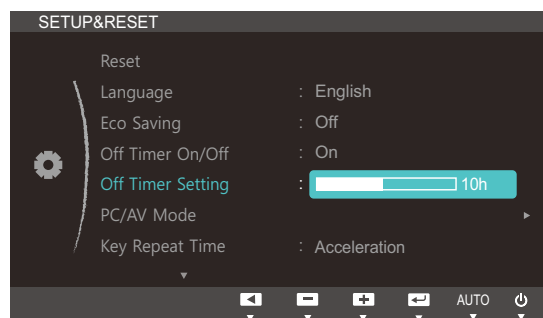 SETUP&RESET
Reset
Language : English
Eco Saving : Off
Off Timer On/Off : On
Off Timer Setting : 10h
PC/AV Mode
Key Repeat Time : Acceleration
AUTO